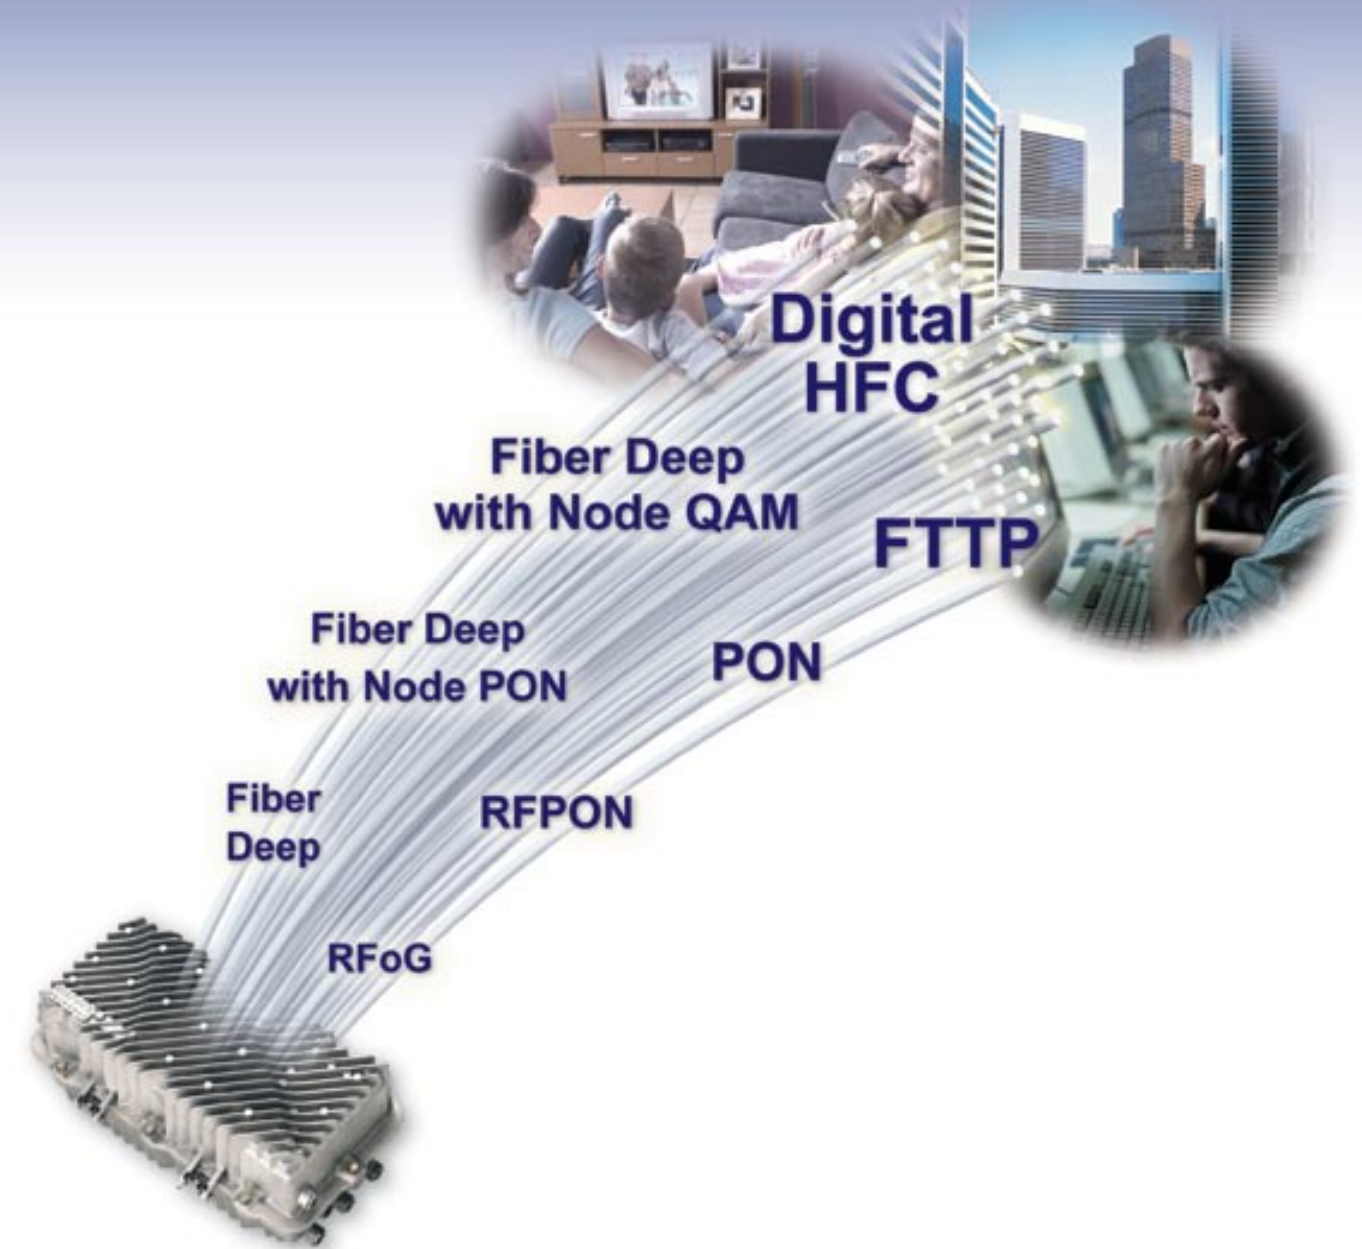 Digital
HFC
Fiber Deep
with Node QAM
FTTP
Fiber Deep
with Node PON
PON
Fiber
Deep
RFPON
RFoG